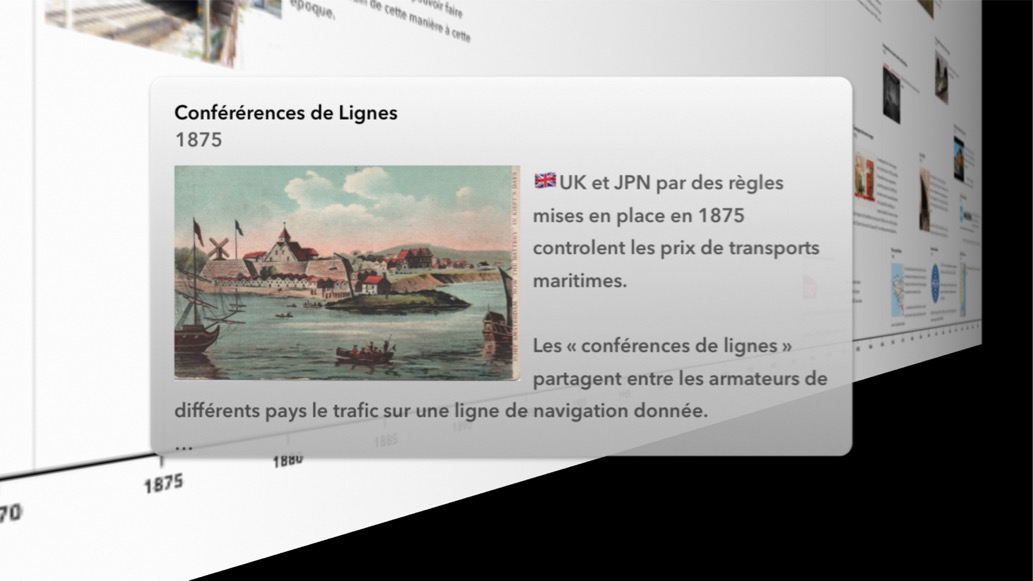 époque.
pouvoir faire
de cette manière à cette
Conférérences de Lignes
1875
🇬🇧UK et JPN par des règles
mises en place en 1875
controlent les prix de transports
maritimes.
Les « conférences de lignes »
partagent entre les armateurs de
différents pays le trafic sur une ligne de navigation donnée.
...
1885
1880
1875
70